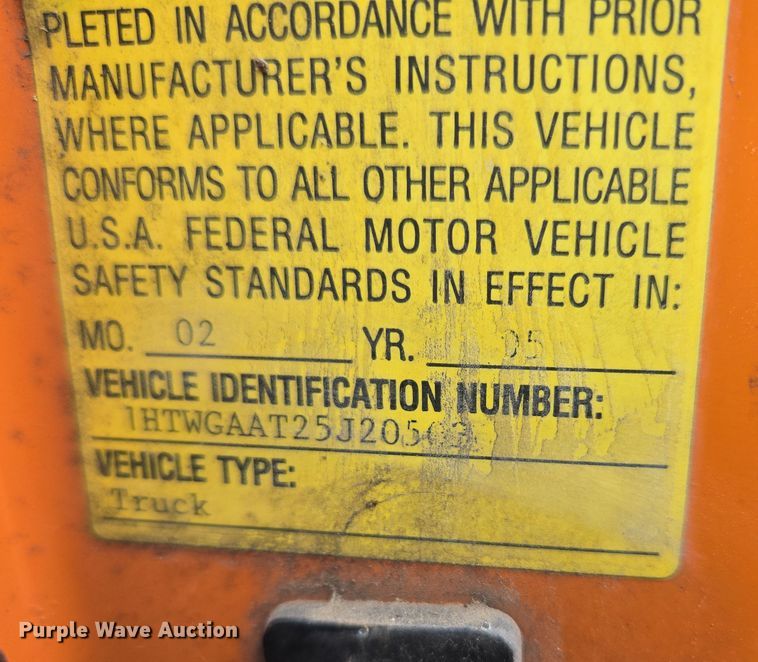 PLETED IN ACCORDANCE WITH PRIOR
MANUFACTURER'S INSTRUCTIONS,
WHERE APPLICABLE. THIS VEHICLE
CONFORMS TO ALL OTHER APPLICABLE
U.S.A. FEDERAL MOTOR VEHICLE
SAFETY STANDARDS IN EFFECT IN:
MO. 02 YR. 05
VEHICLE IDENTIFICATION NUMBER:
VEHICLE TYPE:
Truck
Purple Wave Auction